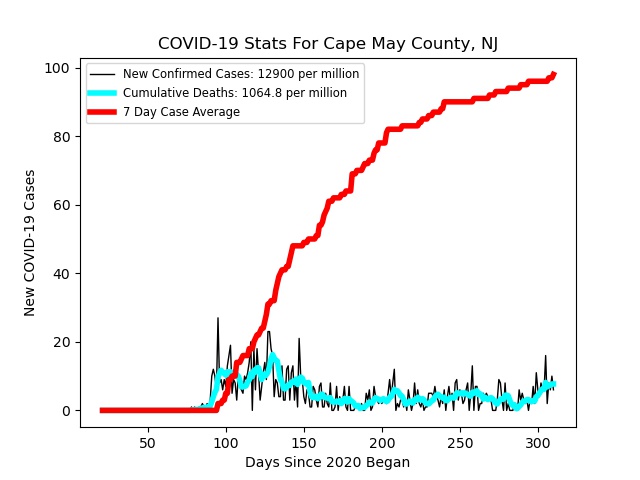 COVID-19 Stats For Cape May County, NJ
New Confirmed Cases: 12900 per million
Cumulative Deaths: 1064.8 per million
7 Day Case Average
100
80
60
40
20
0
New COVID-19 Cases
50 100 150 200 250 300
Days Since 2020 Began